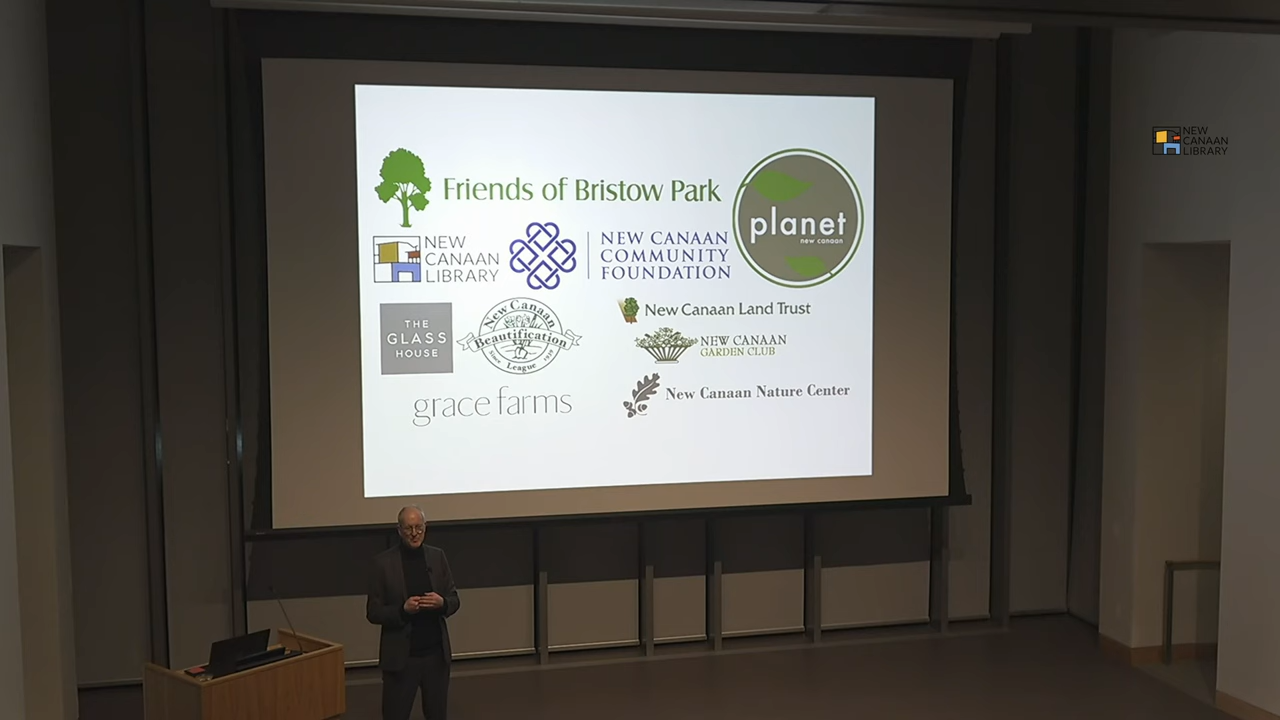 Friends of Bristow Park
planet
new canaan
NEW
CANAAN
LIBRARY
NEW CANAAN
COMMUNITY
FOUNDATION
THE
GLASS
HOUSE
New Canaan
Beautification
Since League 1939
New Canaan Land Trust
NEW CANAAN
GARDEN CLUB
grace farms
New Canaan Nature Center
NEW
CANAAN
LIBRARY